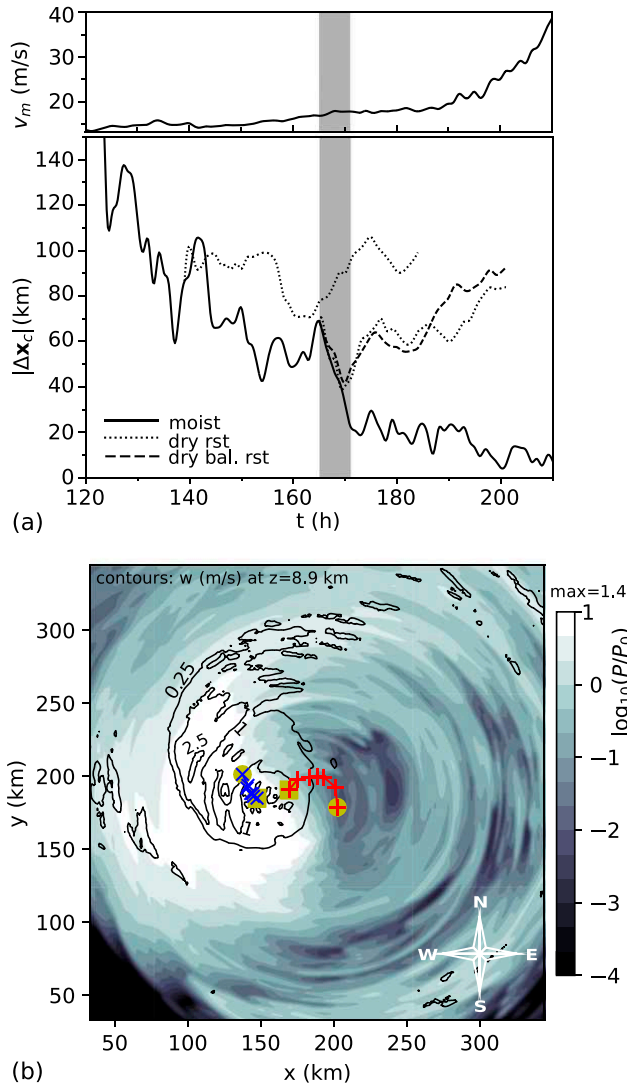 40
20
v_m (m/s)
140
120
100
80
60
40
20
0
|Δx_c| (km)
moist
dry rst
dry bal. rst
120 140 160 180 200
t (h)
(a)
contours: w (m/s) at z=8.9 km
max=1.4
300
250
200
150
100
50
y (km)
0.25
2.5
1
N
W E
S
50 100 150 200 250 300
x (km)
1
0
−1
−2
−3
−4
log₁₀(P/P₀)
(b)